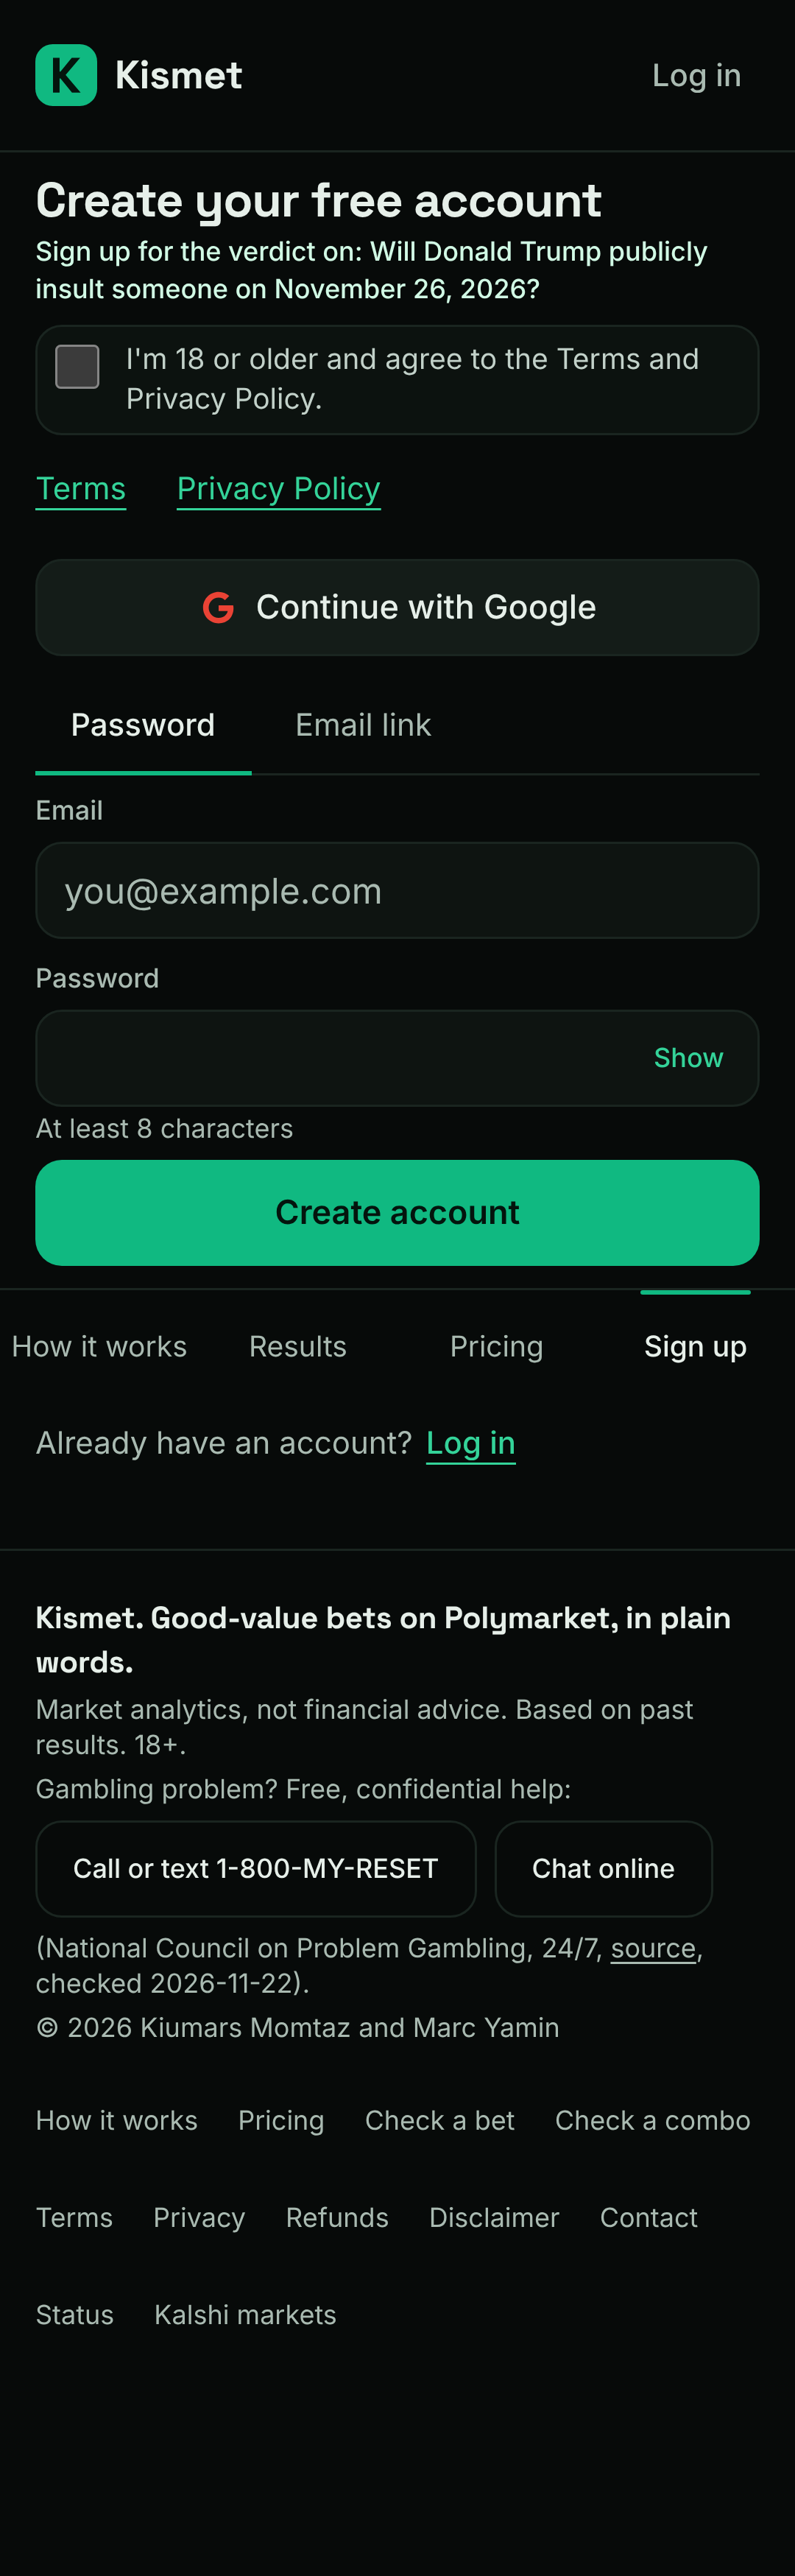 K Kismet
Log in
Create your free account
Sign up for the verdict on: Will Donald Trump publicly
insult someone on November 26, 2026?
I'm 18 or older and agree to the Terms and
Privacy Policy.
Terms Privacy Policy
G Continue with Google
Password Email link
Email
you@example.com
Password
Show
At least 8 characters
Create account
How it works Results Pricing Sign up
Already have an account? Log in
Kismet. Good-value bets on Polymarket, in plain
words.
Market analytics, not financial advice. Based on past
results. 18+.
Gambling problem? Free, confidential help:
Call or text 1-800-MY-RESET Chat online
(National Council on Problem Gambling, 24/7, source,
checked 2026-11-22).
© 2026 Kiumars Momtaz and Marc Yamin
How it works Pricing Check a bet Check a combo
Terms Privacy Refunds Disclaimer Contact
Status Kalshi markets